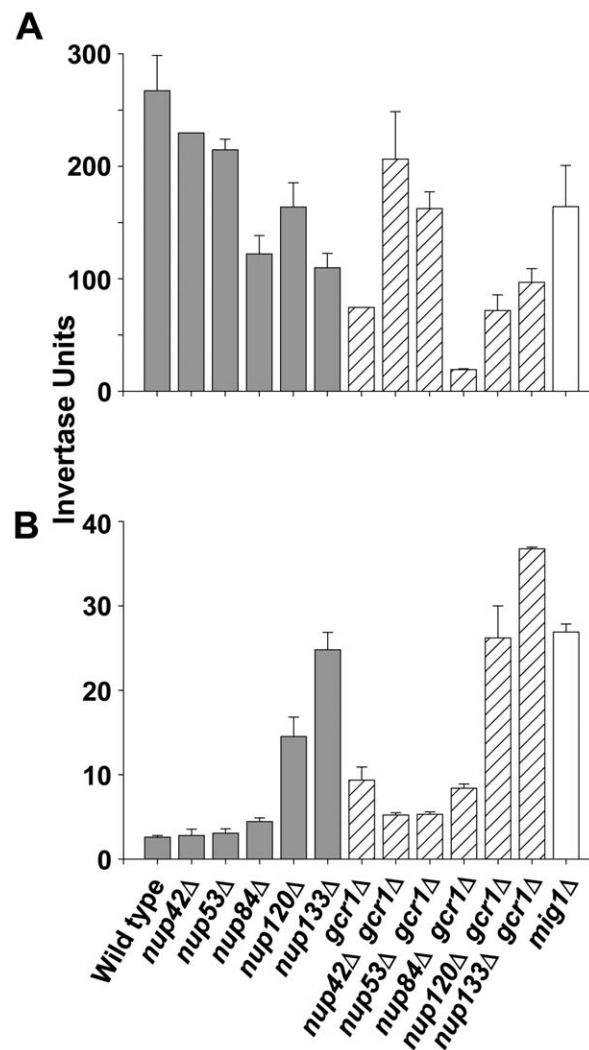 A
300
200
100
0
Invertase Units
B
40
30
20
10
0
Wild type
nup42Δ
nup53Δ
nup84Δ
nup120Δ
nup133Δ
gcr1Δ
nup42Δ gcr1Δ
nup53Δ gcr1Δ
nup84Δ gcr1Δ
nup120Δ gcr1Δ
nup133Δ gcr1Δ
mig1Δ